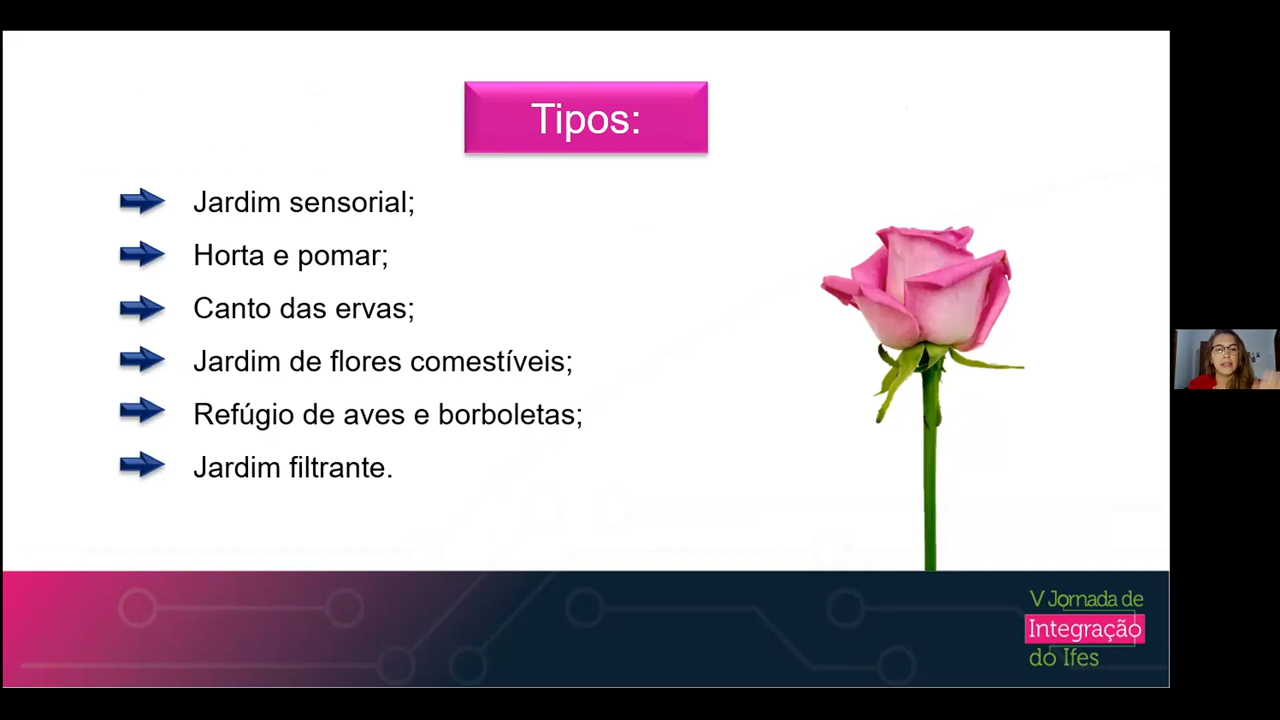 Tipos:
Jardim sensorial;
Horta e pomar;
Canto das ervas;
Jardim de flores comestíveis;
Refúgio de aves e borboletas;
Jardim filtrante.
V Jornada de
Integração
do Ifes